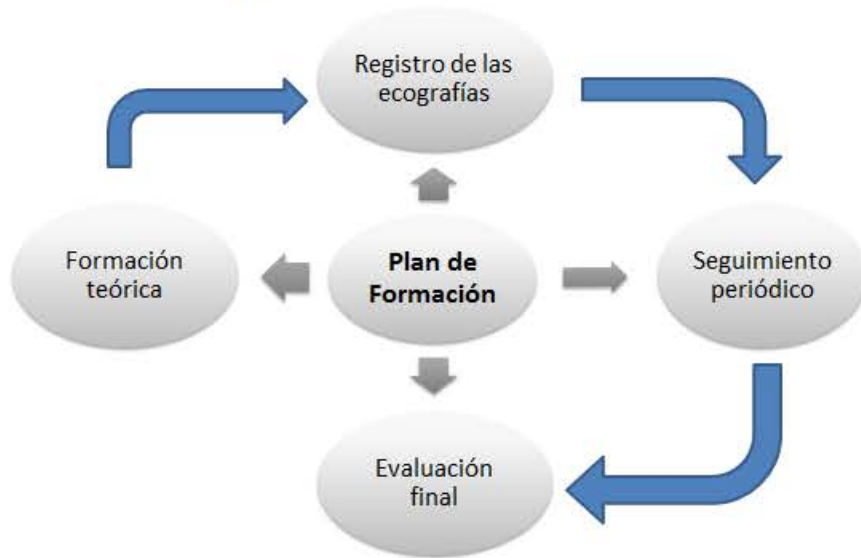 Registro de las
ecografías
Formación
teórica
Plan de
Formación
Seguimiento
periódico
Evaluación
final